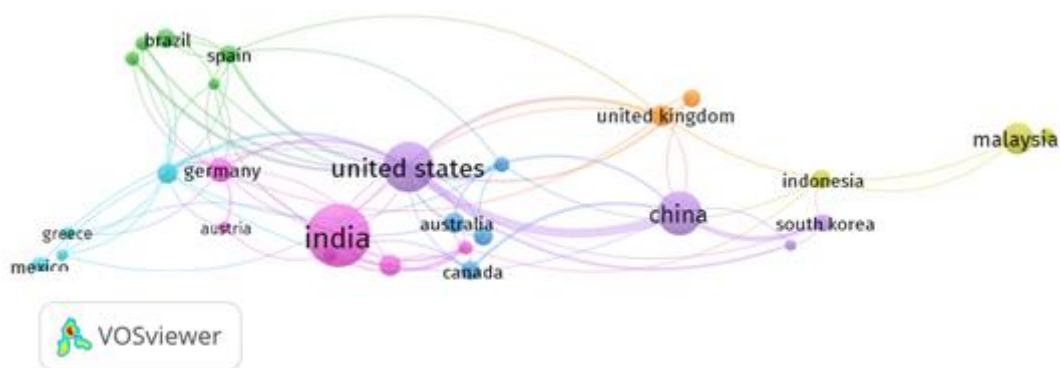 brazil
spain
united kingdom
malaysia
germany
united states
indonesia
greece
austria
india
australia
china
south korea
mexico
canada
VOSviewer